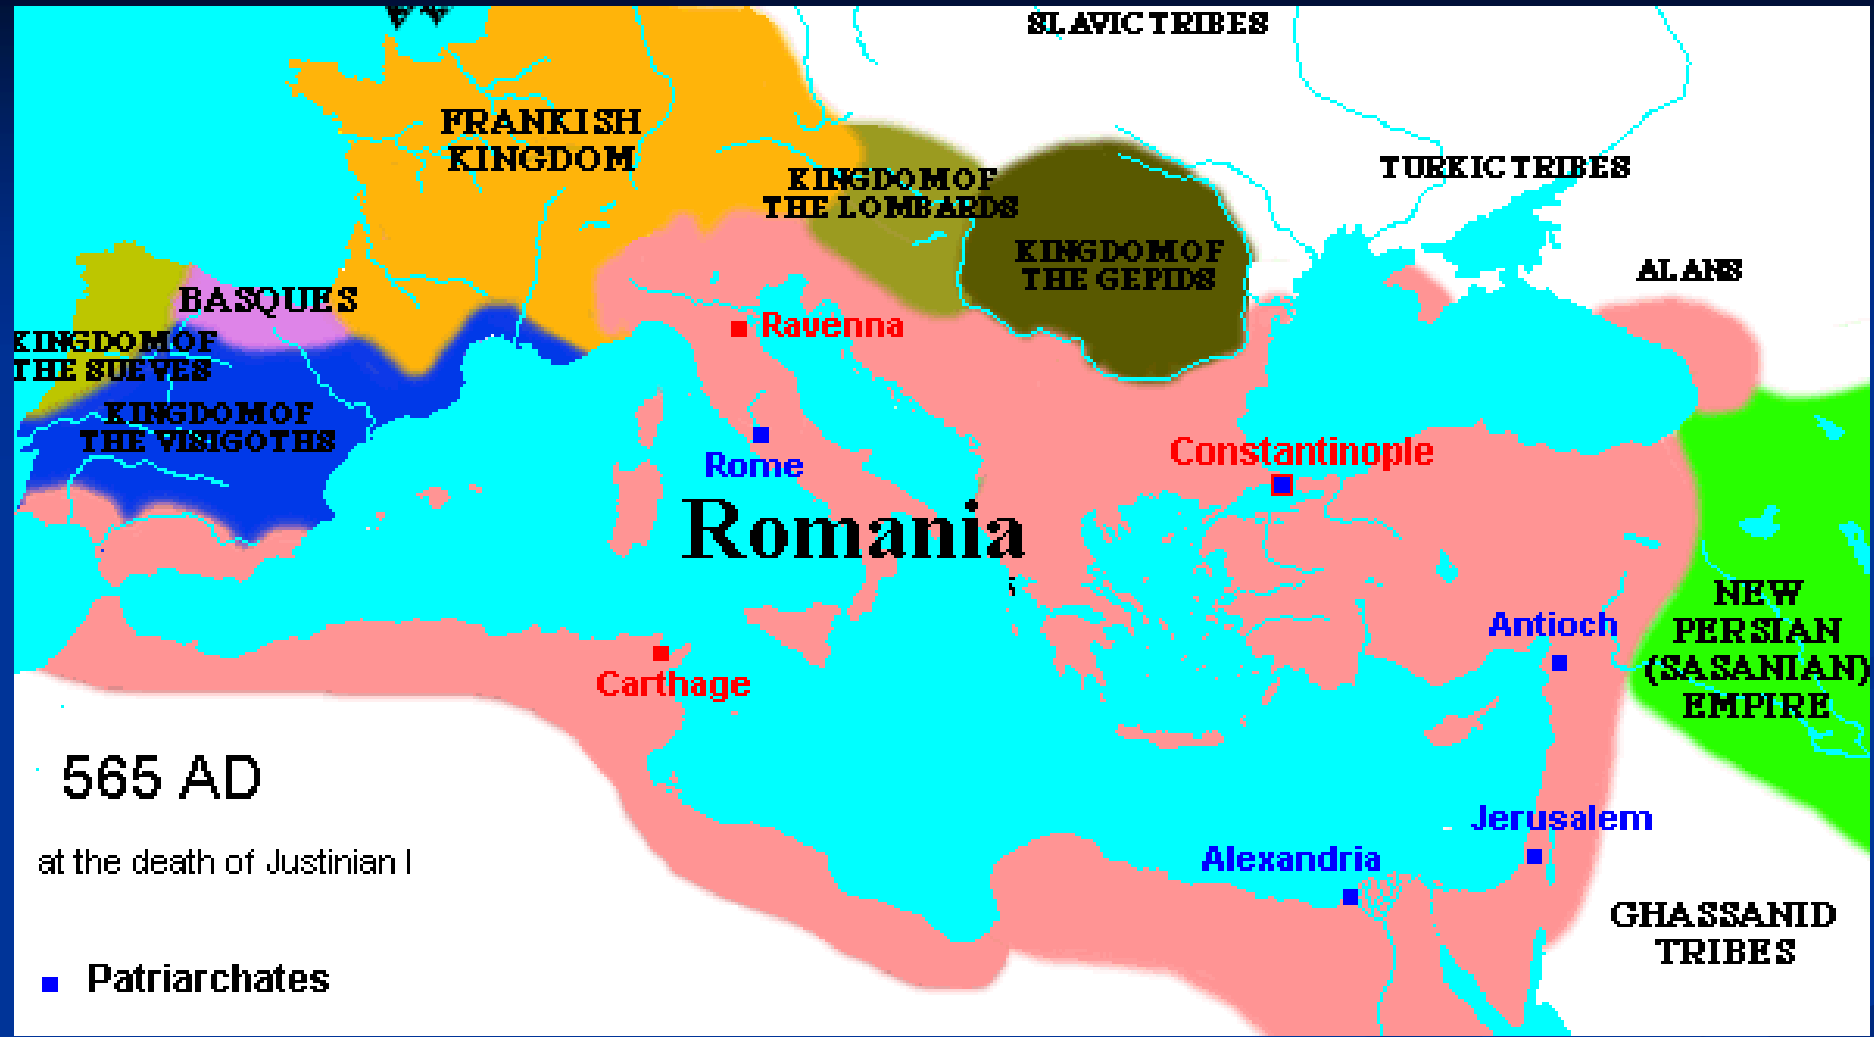 SLAVIC TRIBES
FRANKISH
KINGDOM
TURKIC TRIBES
KINGDOM OF
THE LOMBARDS
KINGDOM OF
THE GEPIDS
ALANS
BASQUES
KINGDOM OF
THE SUEVES
Ravenna
KINGDOM OF
THE VISIGOTHS
Rome
Constantinople
Romania
NEW
PERSIAN
(SASANIAN)
EMPIRE
Antioch
Carthage
565 AD
at the death of Justinian I
Jerusalem
Alexandria
GHASSANID
TRIBES
Patriarchates